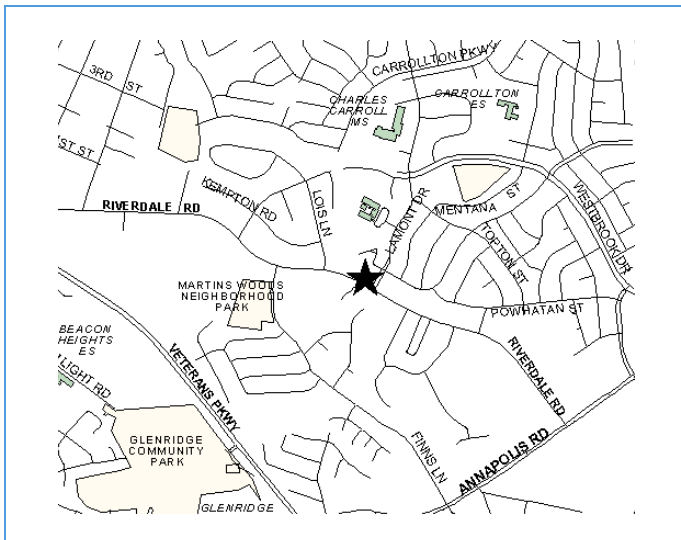 CARROLLTON PKWY
3RD ST
CHARLES
CARROLL
MS
CARROLLTON
ES
1ST ST
KEMPTON RD
LOIS LN
LAMONT DR
MENTANA ST
WESTBROOK DR
RIVERDALE RD
TOPTON ST
MARTINS WOODS
NEIGHBORHOOD
PARK
POWHATAN ST
BEACON
HEIGHTS
ES
LIGHT RD
VETERANS PKWY
RIVERDALE RD
FINNS LN
ANNAPOLIS RD
GLENRIDGE
COMMUNITY
PARK
GLENRIDGE